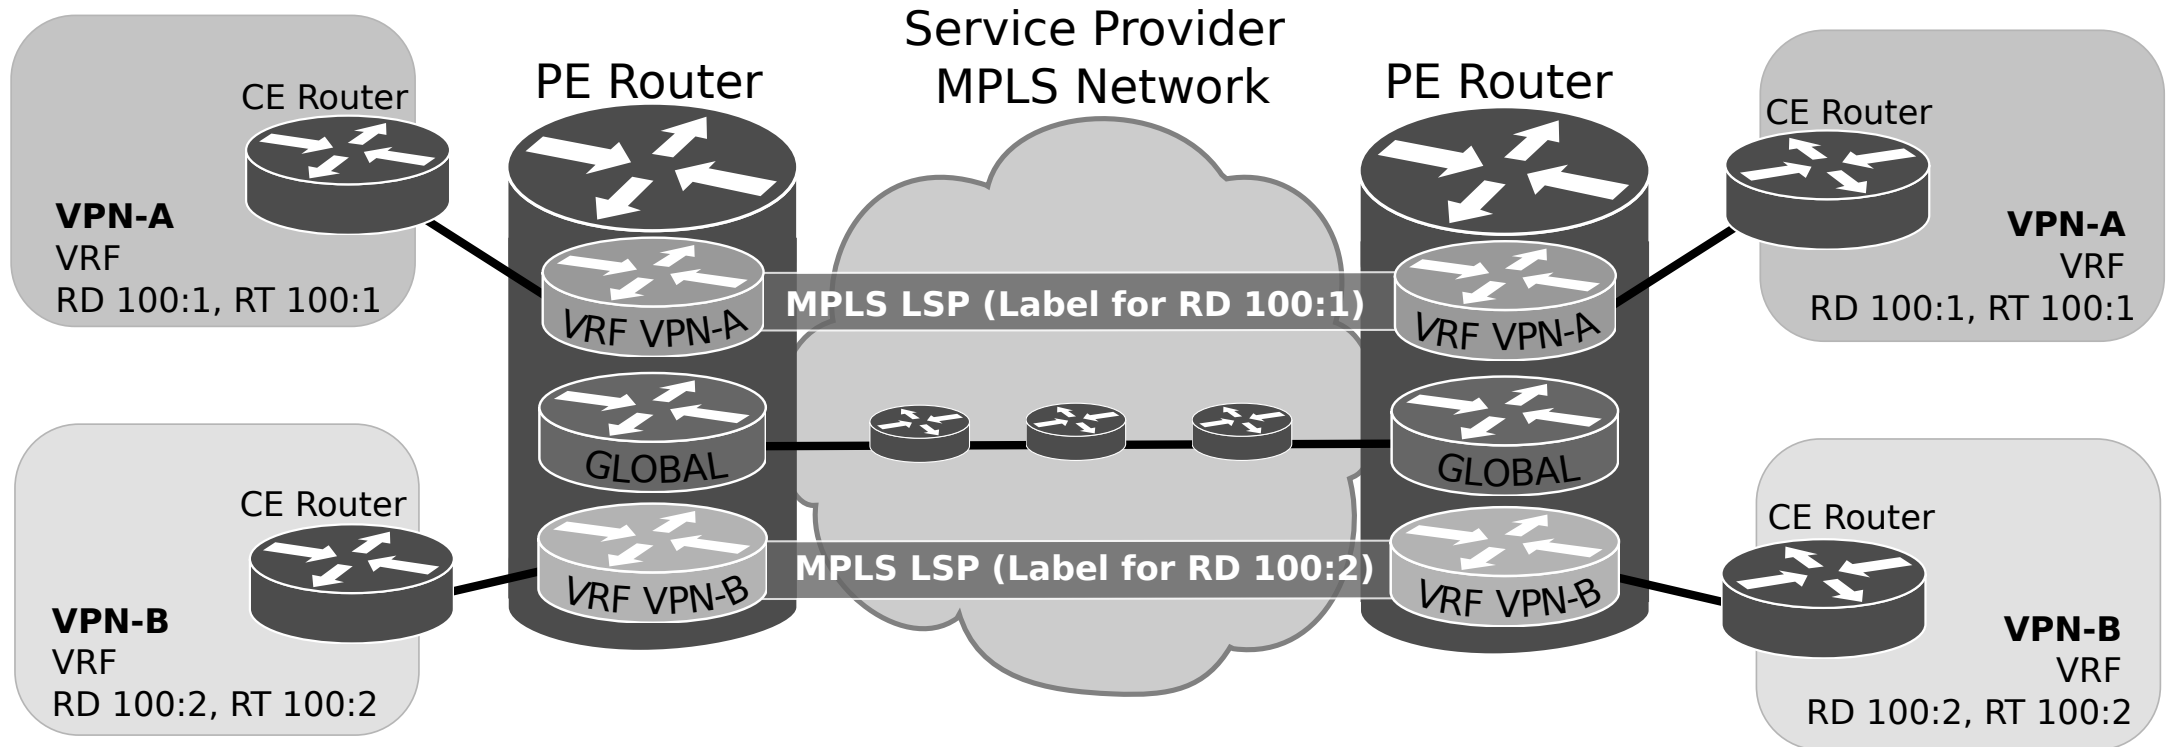 Service Provider
MPLS Network
PE Router
PE Router
CE Router
VPN-A
VRF
RD 100:1, RT 100:1
CE Router
VPN-A
VRF
RD 100:1, RT 100:1
VRF VPN-A
MPLS LSP (Label for RD 100:1)
VRF VPN-A
GLOBAL
GLOBAL
CE Router
VPN-B
VRF
RD 100:2, RT 100:2
VRF VPN-B
MPLS LSP (Label for RD 100:2)
VRF VPN-B
CE Router
VPN-B
VRF
RD 100:2, RT 100:2